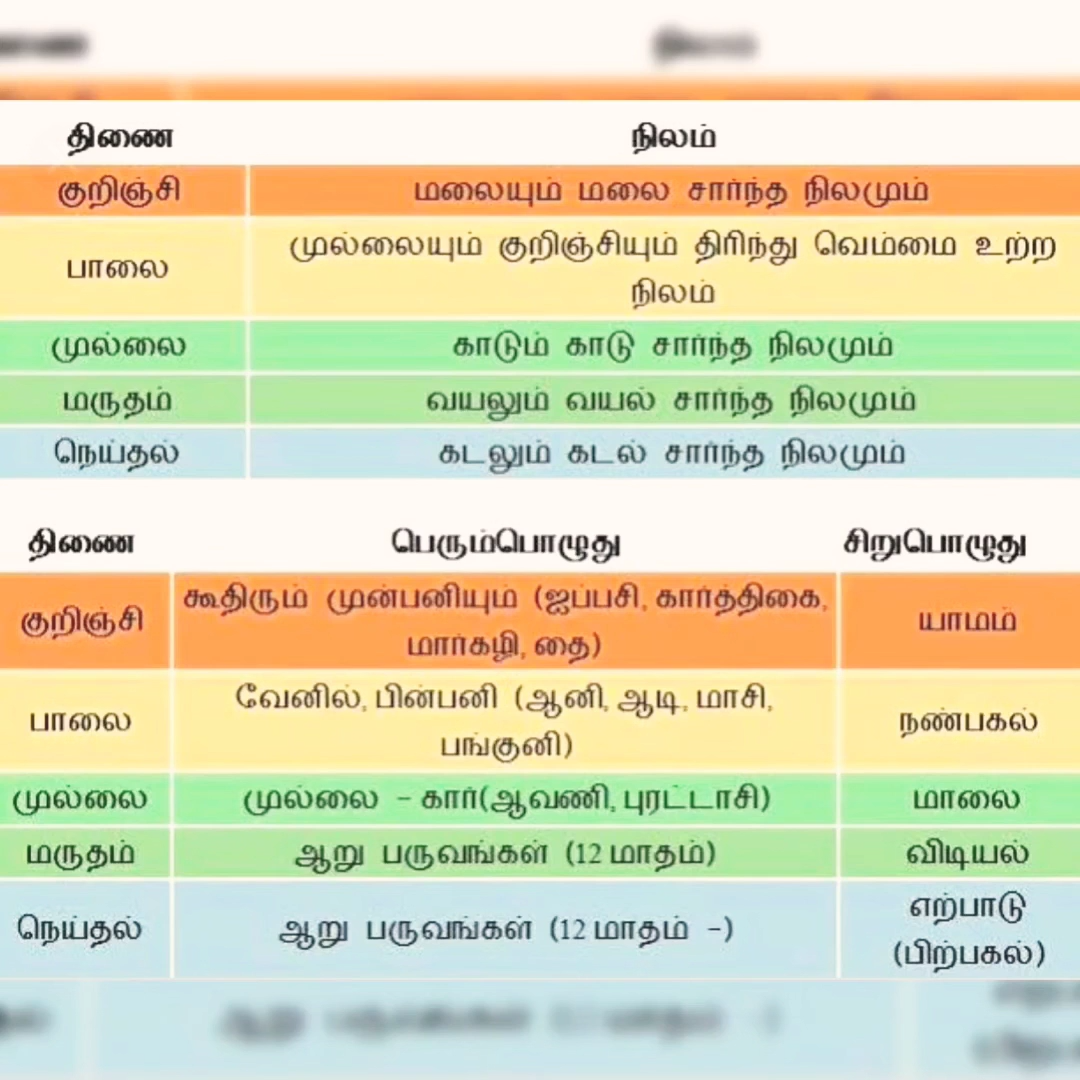 திணை நிலம்
குறிஞ்சி மலையும் மலை சார்ந்த நிலமும்
பாலை முல்லையும் குறிஞ்சியும் திரிந்து வெம்மை உற்ற
நிலம்
முல்லை காடும் காடு சார்ந்த நிலமும்
மருதம் வயலும் வயல் சார்ந்த நிலமும்
நெய்தல் கடலும் கடல் சார்ந்த நிலமும்
திணை பெரும்பொழுது சிறுபொழுது
குறிஞ்சி கூதிரும் முன்பனியும் (ஐப்பசி, கார்த்திகை,
மார்கழி, தை) யாமம்
பாலை வேனில், பின்பனி (ஆனி, ஆடி, மாசி,
பங்குனி) நண்பகல்
முல்லை முல்லை – கார்(ஆவணி, புரட்டாசி) மாலை
மருதம் ஆறு பருவங்கள் (12 மாதம்) விடியல்
நெய்தல் ஆறு பருவங்கள் (12 மாதம் –) எற்பாடு
(பிற்பகல்)